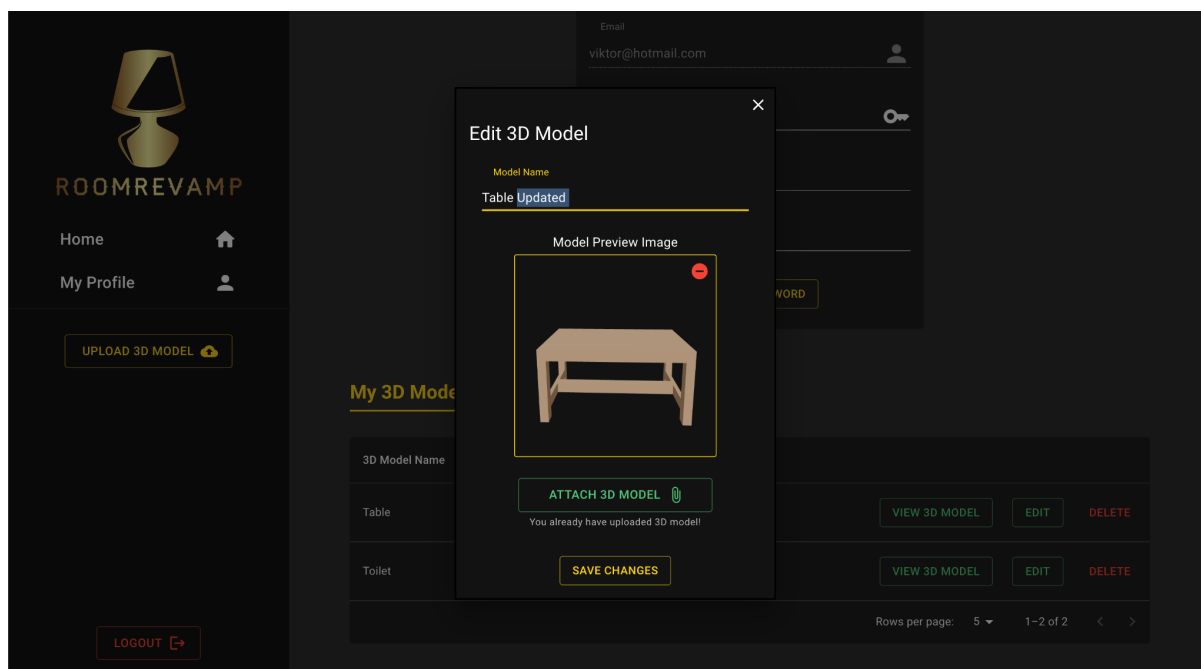 ROOMREVAMP
Home
My Profile
UPLOAD 3D MODEL
LOGOUT
Email
viktor@hotmail.com
WORD
My 3D Mode
3D Model Name
Table
VIEW 3D MODEL
EDIT
DELETE
Toilet
VIEW 3D MODEL
EDIT
DELETE
Rows per page: 5
1–2 of 2
Edit 3D Model
Model Name
Table Updated
Model Preview Image
ATTACH 3D MODEL
You already have uploaded 3D model!
SAVE CHANGES